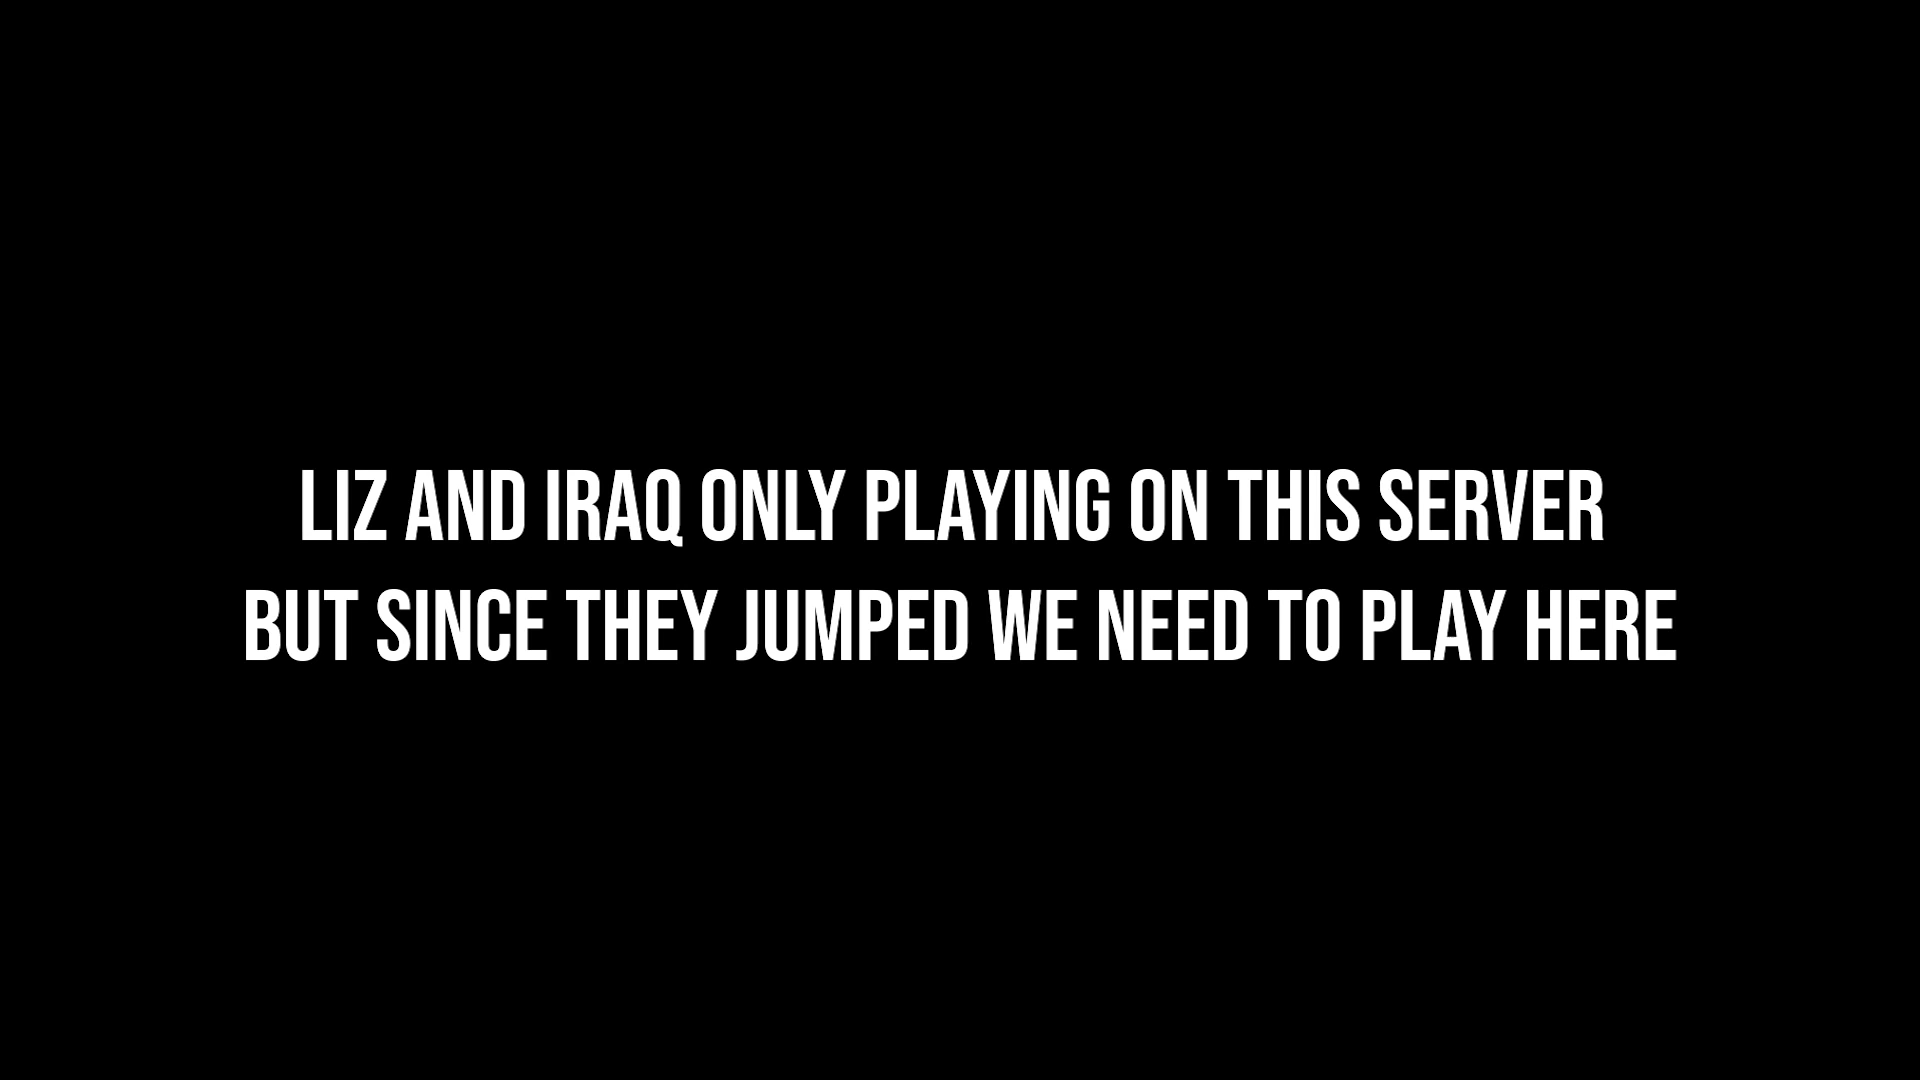 LIZ AND IRAQ ONLY PLAYING ON THIS SERVER
BUT SINCE THEY JUMPED WE NEED TO PLAY HERE